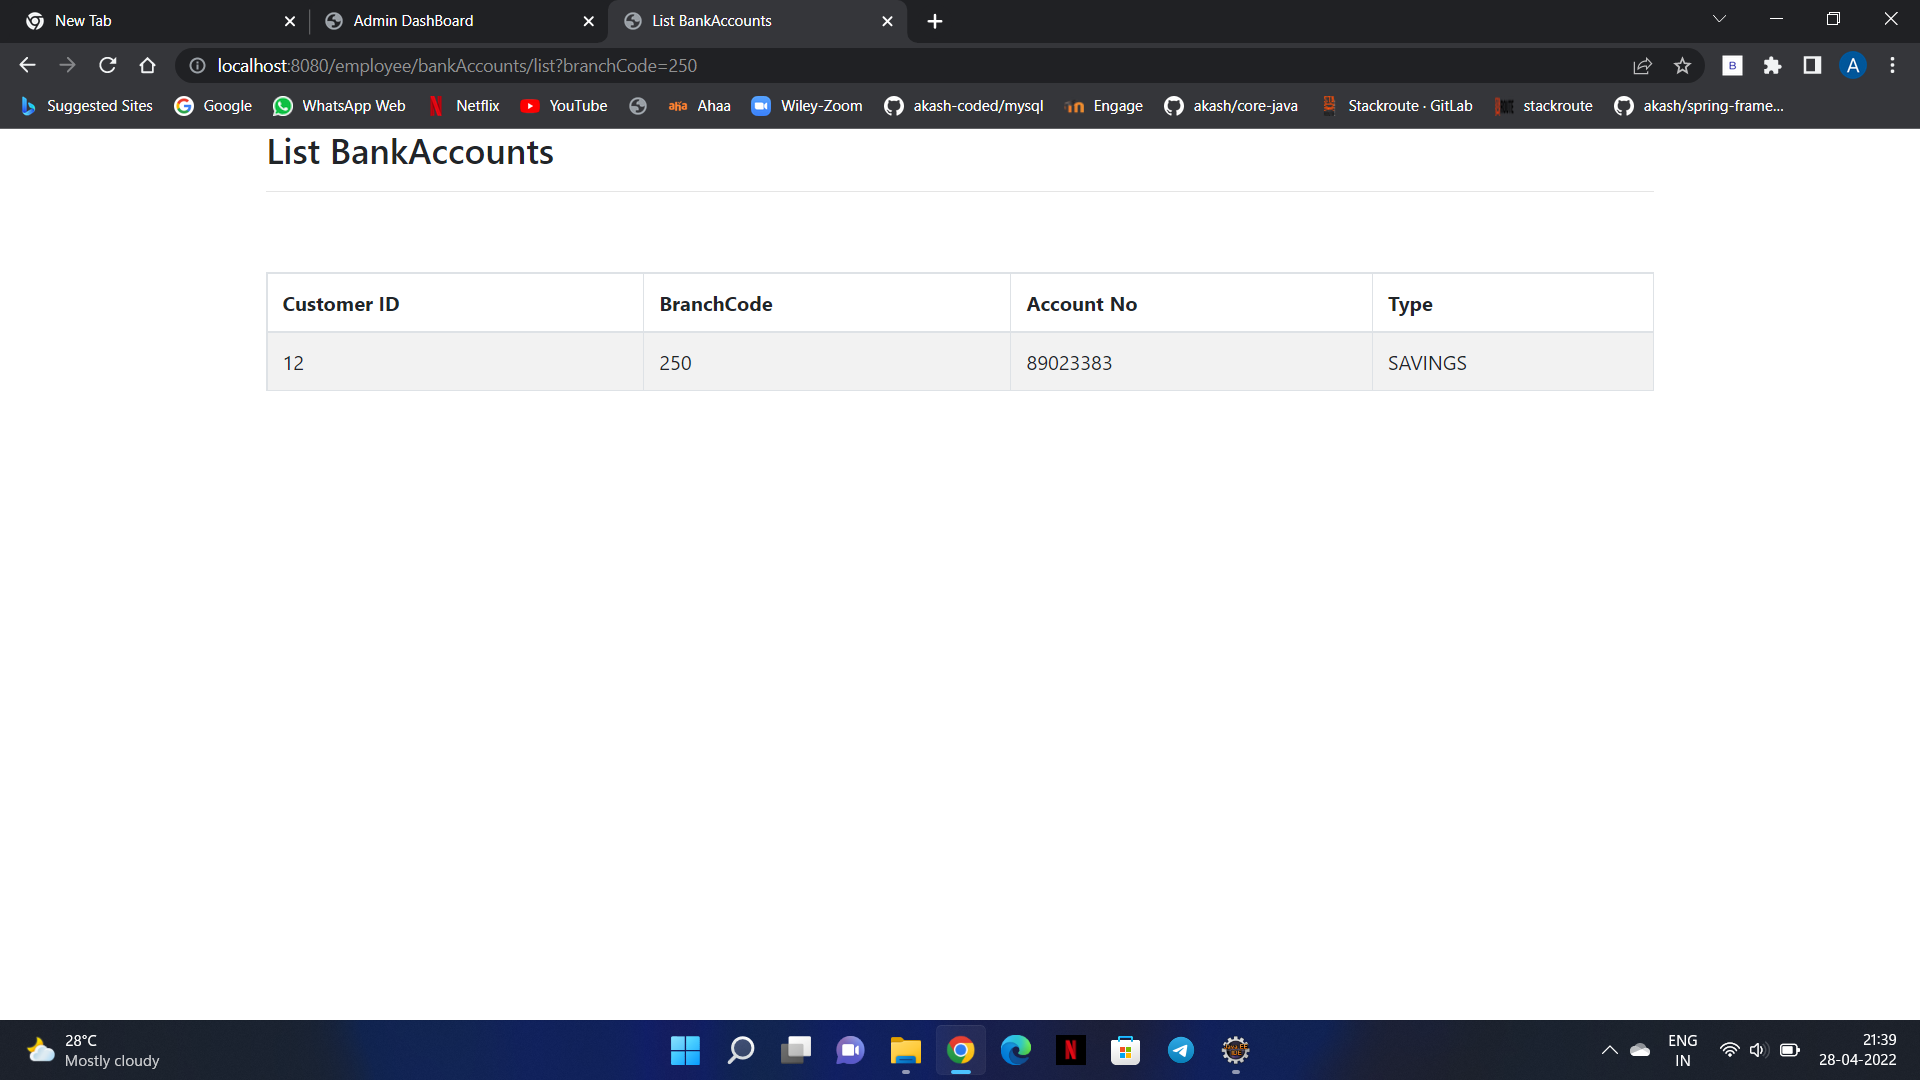 New Tab
Admin DashBoard
List BankAccounts
localhost:8080/employee/bankAccounts/list?branchCode=250
B
A
Suggested Sites
Google
WhatsApp Web
Netflix
YouTube
aha
Ahaa
Wiley-Zoom
akash-coded/mysql
Engage
akash/core-java
Stackroute · GitLab
stackroute
akash/spring-frame...
List BankAccounts
Customer ID BranchCode Account No Type
12 250 89023383 SAVINGS
28°C
Mostly cloudy
ENG
IN
21:39
28-04-2022